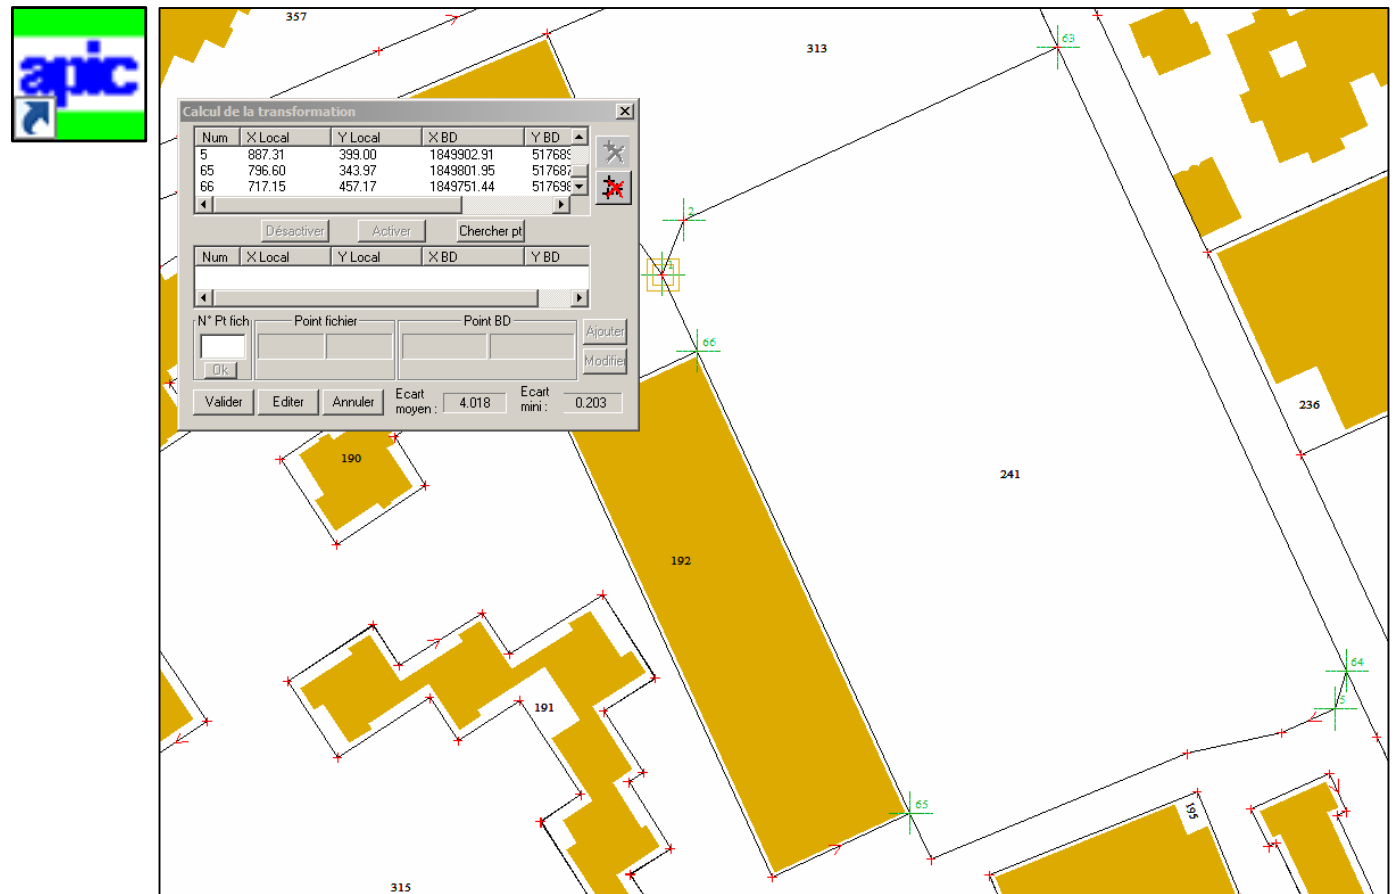 apic
357
313
63
Calcul de la transformation
Num X Local Y Local X BD Y BD
5 887.31 399.00 1849902.91
65 796.60 343.97 1849801.95
66 717.15 457.17 1849751.44
Désactiver Activer Chercher pt
Num X Local Y Local X BD Y BD
N° Pt fich Point fichier Point BD
Ajouter
Ok Modifier
Valider Editer Annuler Ecart moyen : 4.018 Ecart mini : 0.203
2
1
66
236
190
241
192
64
5
191
65
195
315